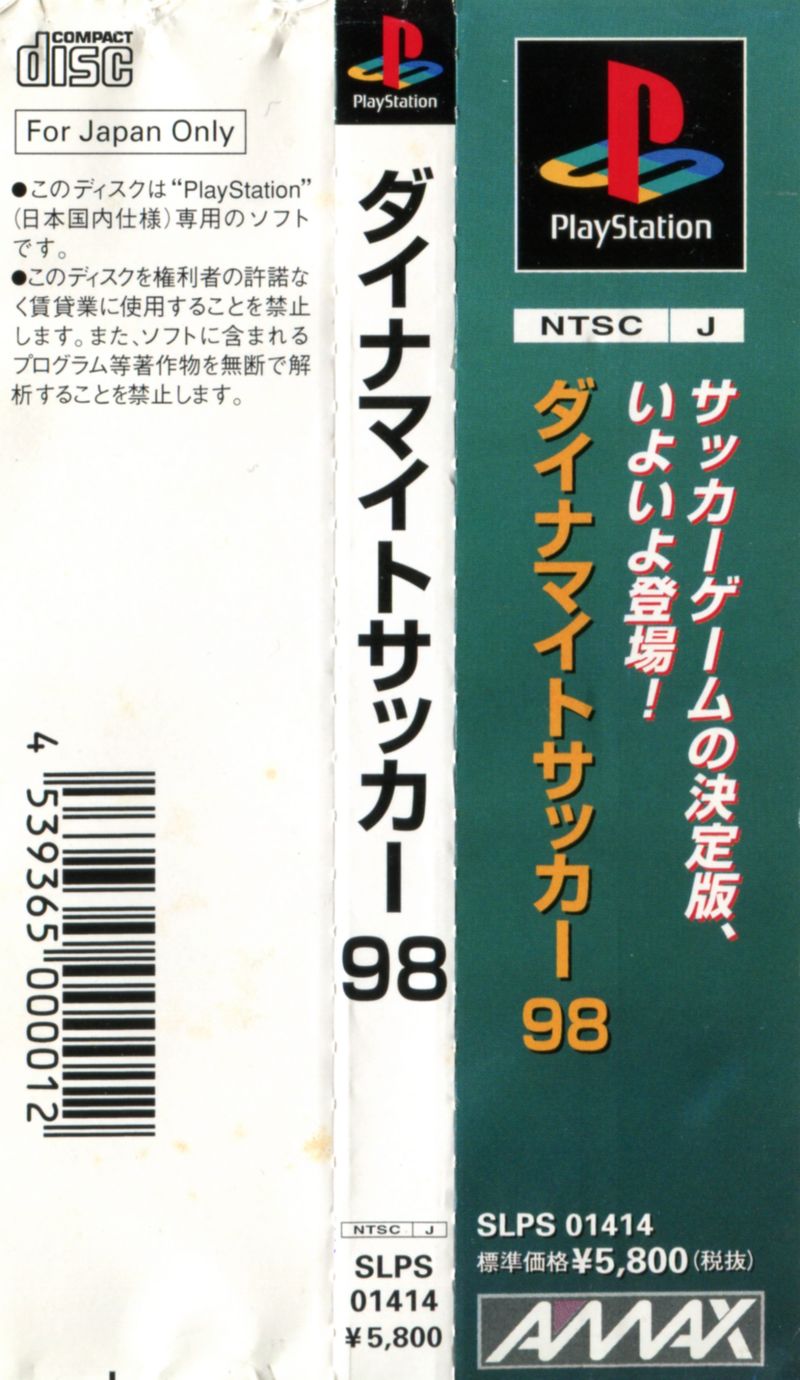 COMPACT
disc
For Japan Only
●このディスクは“PlayStation”
(日本国内仕様)専用のソフト
です。
●このディスクを権利者の許諾な
く賃貸業に使用することを禁止
します。また、ソフトに含まれる
プログラム等著作物を無断で解
析することを禁止します。
4 539365 000012
PlayStation
ダイナマイトサッカー98
NTSC J
SLPS
01414
¥5,800
PlayStation
NTSC J
サッカーゲームの決定版、
いよいよ登場!
ダイナマイトサッカー98
SLPS 01414
標準価格¥5,800(税抜)
AMAX